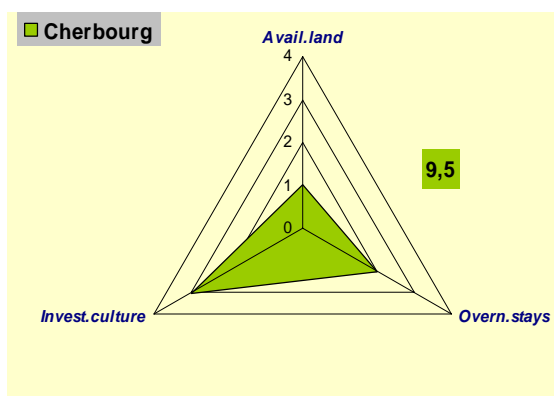 Cherbourg
Avail.land
4
3
2
1
0
9,5
Invest.culture
Overn.stays